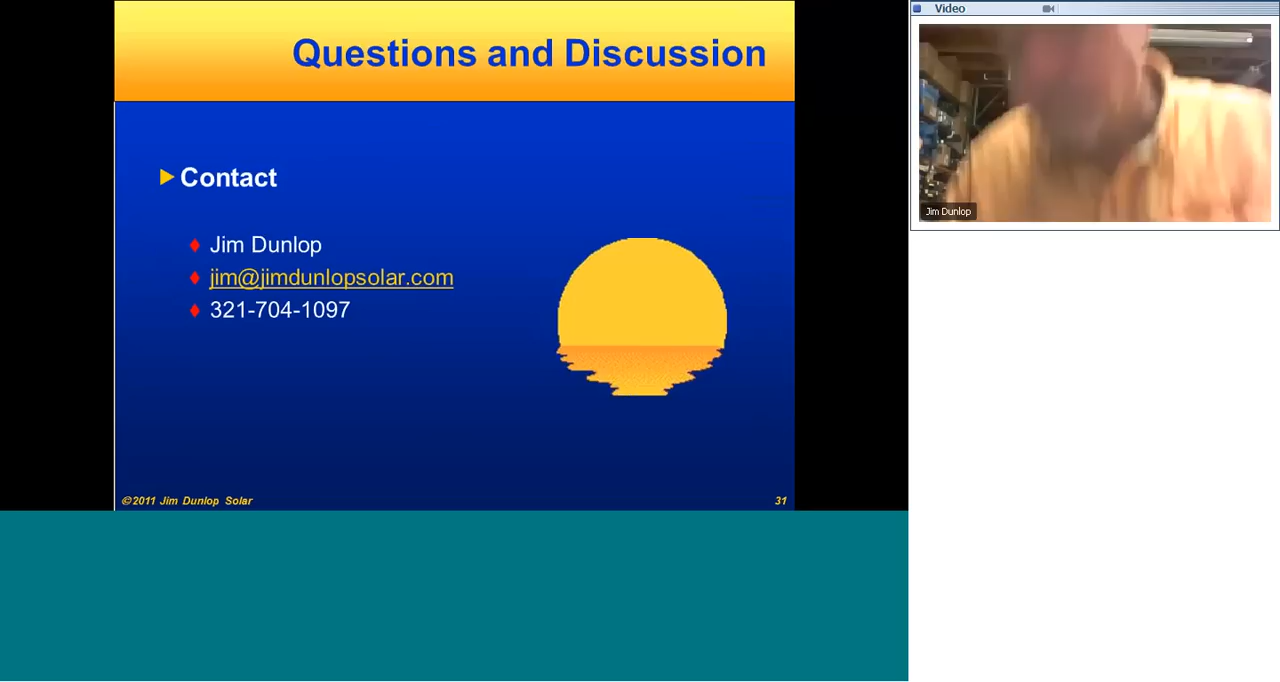 Questions and Discussion
Contact
Jim Dunlop
jim@jimdunlopsolar.com
321-704-1097
©2011 Jim Dunlop Solar
31
Video
Jim Dunlop